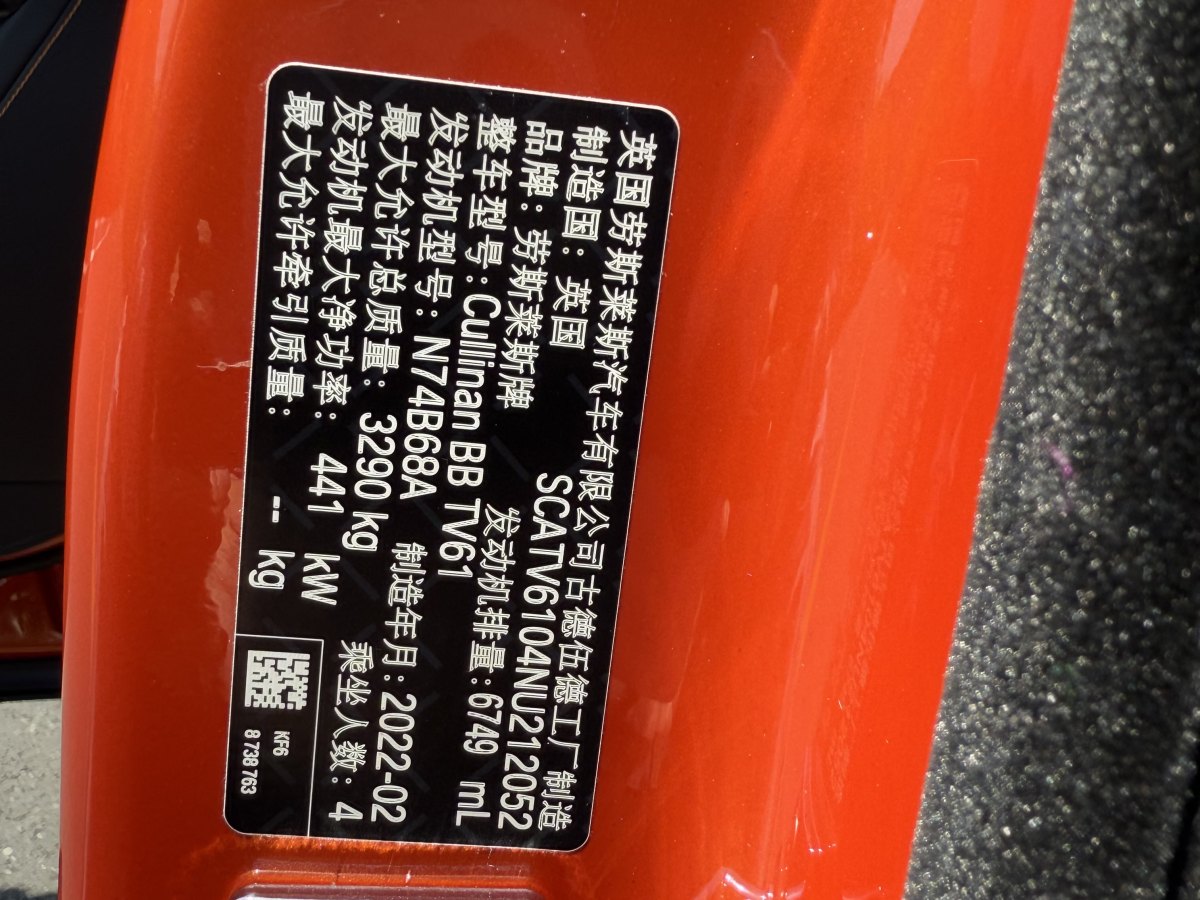 英国劳斯莱斯汽车有限公司古德伍德工厂制造
制造国：英国 SCATV6104NU212052
品牌：劳斯莱斯牌
整车型号：Cullinan BB TV61 发动机排量：6749 mL
发动机型号：N74B68A
最大允许总质量：3290 kg 制造年月：2022-02
发动机最大净功率：441 kW 乘坐人数：4
最大允许牵引质量：-- kg
KF6
8 738 763